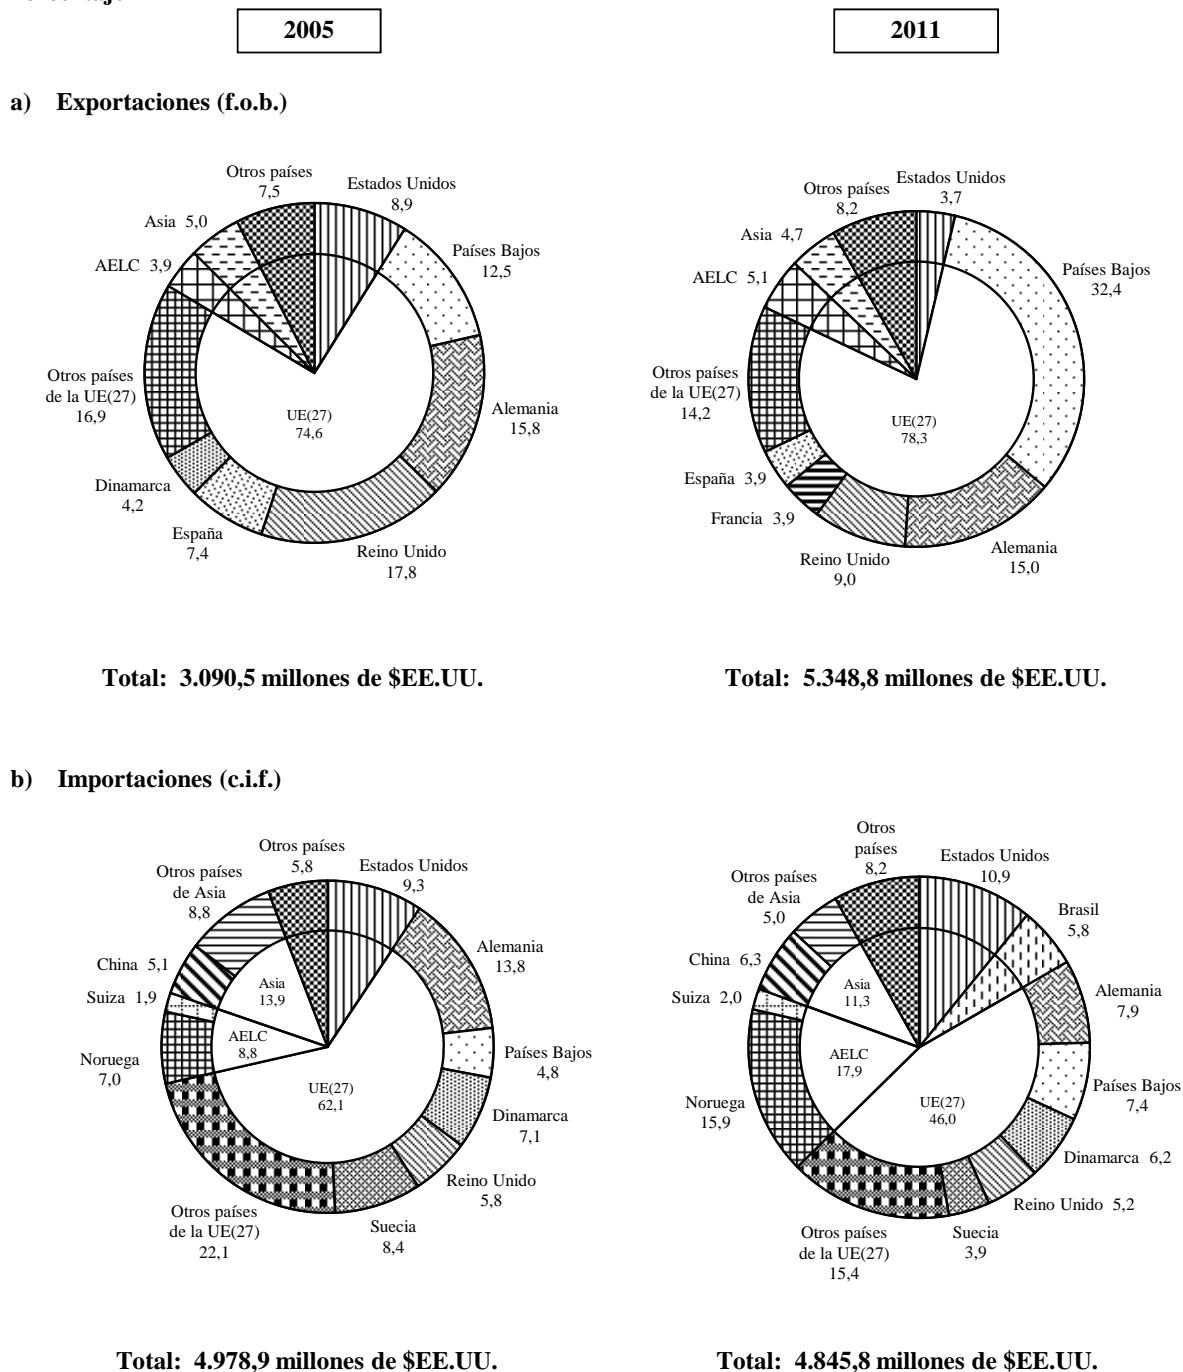 2005
2011
a) Exportaciones (f.o.b.)
Otros países
7,5
Estados Unidos
8,9
Países Bajos
12,5
Alemania
15,8
Reino Unido
17,8
España
7,4
Dinamarca
4,2
Otros países
de la UE(27)
16,9
AELC 3,9
Asia 5,0
UE(27)
74,6
Otros países
8,2
Estados Unidos
3,7
Países Bajos
32,4
Alemania
15,0
Reino Unido
9,0
Francia 3,9
España 3,9
Otros países
de la UE(27)
14,2
AELC 5,1
Asia 4,7
UE(27)
78,3
Total: 3.090,5 millones de $EE.UU.
Total: 5.348,8 millones de $EE.UU.
b) Importaciones (c.i.f.)
Otros países
5,8
Estados Unidos
9,3
Alemania
13,8
Países Bajos
4,8
Dinamarca
7,1
Reino Unido
5,8
Suecia
8,4
Otros países
de la UE(27)
22,1
Noruega
7,0
Suiza 1,9
China 5,1
Otros países
de Asia
8,8
Asia
13,9
AELC
8,8
UE(27)
62,1
Otros
países
8,2
Estados Unidos
10,9
Brasil
5,8
Alemania
7,9
Países Bajos
7,4
Dinamarca 6,2
Reino Unido 5,2
Suecia
3,9
Otros países
de la UE(27)
15,4
Noruega
15,9
Suiza 2,0
China 6,3
Otros países
de Asia
5,0
Asia
11,3
AELC
17,9
UE(27)
46,0
Total: 4.978,9 millones de $EE.UU.
Total: 4.845,8 millones de $EE.UU.